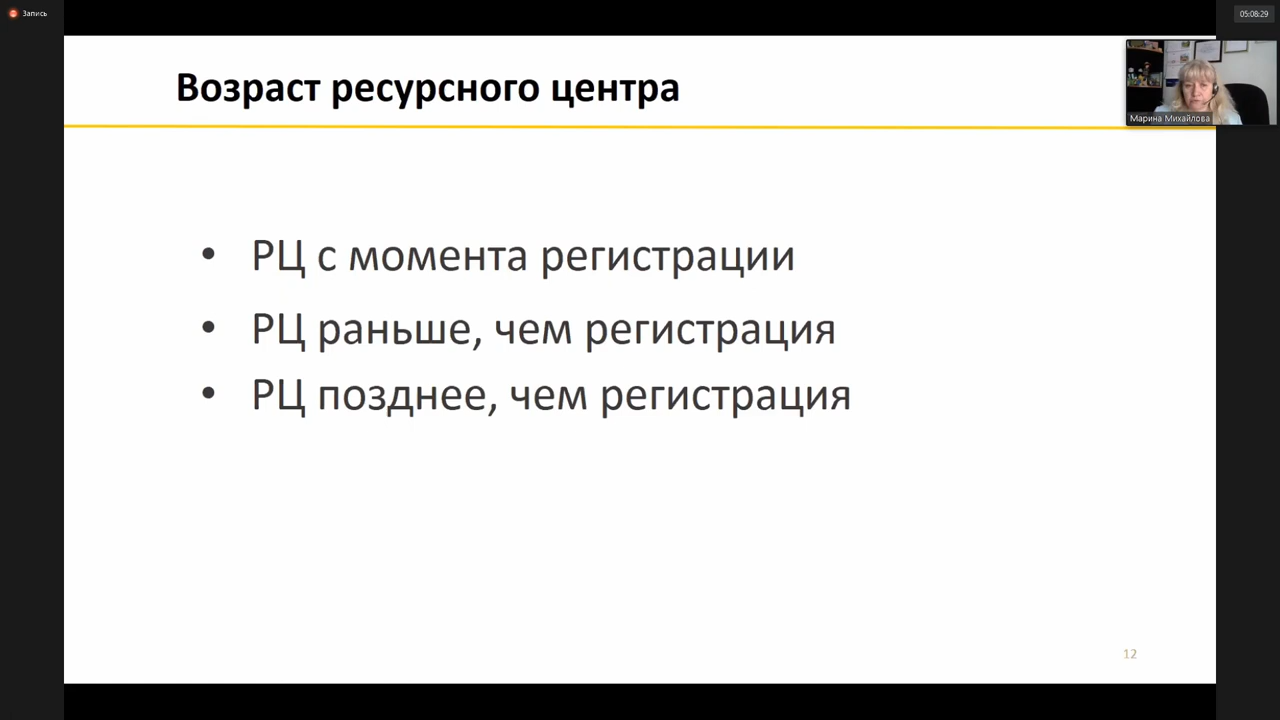 Запись
05:08:29
Возраст ресурсного центра
Марина Михайлова
• РЦ с момента регистрации
• РЦ раньше, чем регистрация
• РЦ позднее, чем регистрация
12